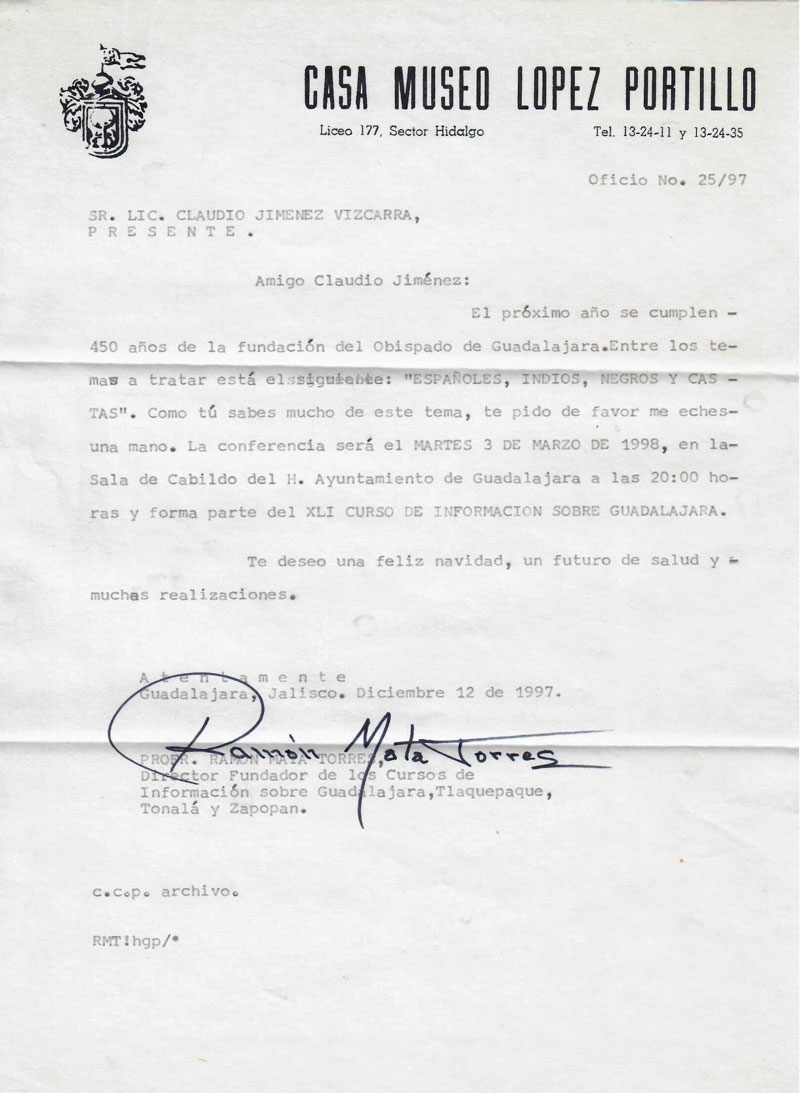 CASA MUSEO LOPEZ PORTILLO
Liceo 177, Sector Hidalgo Tel. 13-24-11 y 13-24-35
Oficio No. 25/97
SR. LIC. CLAUDIO JIMENEZ VIZCARRA,
P R E S E N T E .
Amigo Claudio Jiménez:
El próximo año se cumplen -
450 años de la fundación del Obispado de Guadalajara.Entre los te-
mas a tratar está el siguiente: "ESPAÑOLES, INDIOS, NEGROS Y CAS -
TAS". Como tú sabes mucho de este tema, te pido de favor me eches-
una mano. La conferencia será el MARTES 3 DE MARZO DE 1998, en la-
Sala de Cabildo del H. Ayuntamiento de Guadalajara a las 20:00 ho-
ras y forma parte del XLI CURSO DE INFORMACION SOBRE GUADALAJARA.
Te deseo una feliz navidad, un futuro de salud y -
muchas realizaciones.
A t e n t a m e n t e
Guadalajara, Jalisco. Diciembre 12 de 1997.
Ramón Mata Torres
PROFR. RAMON MATA TORRES,
Director Fundador de los Cursos de
Información sobre Guadalajara,Tlaquepaque,
Tonalá y Zapopan.
c.c.p. archivo.
RMT!hgp/*